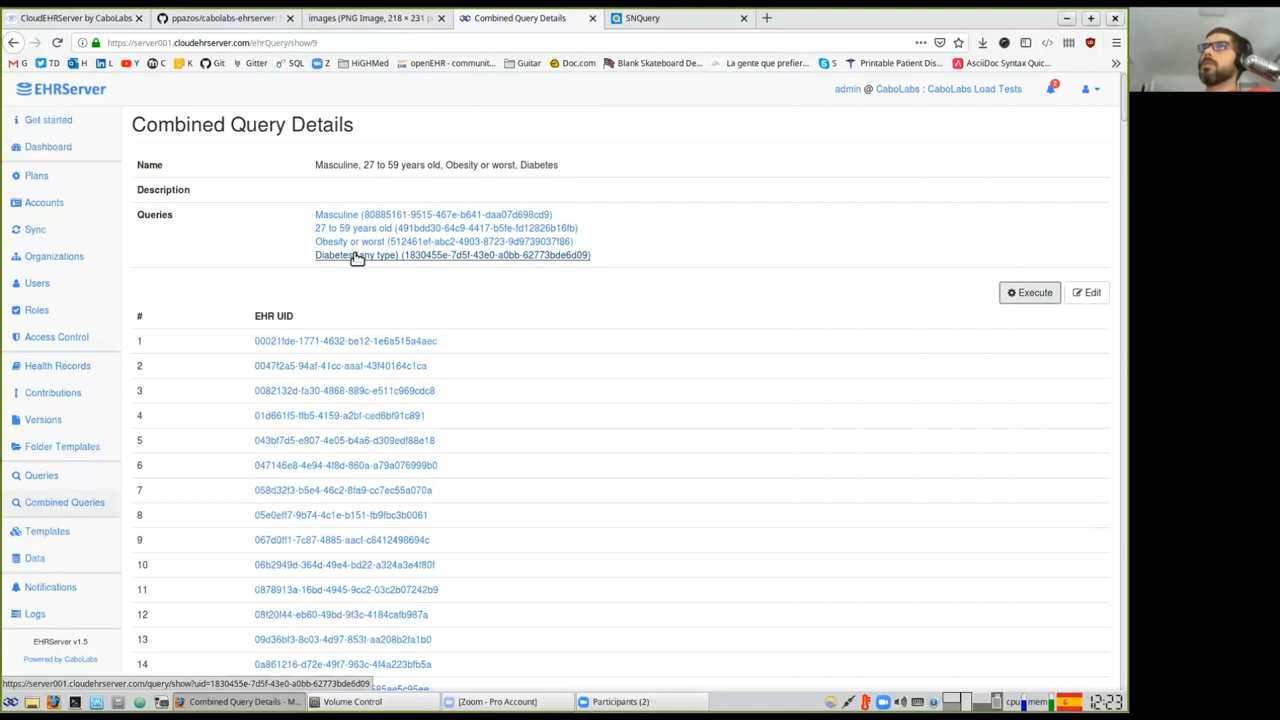 CloudEHRServer by CaboLabs
ppazos/cabolabs-ehrserver:
images (PNG Image, 218 × 231 pi
Combined Query Details
SNQuery
https://server001.cloudehrserver.com/ehrQuery/show/9
G
TD
H
L
Y
C
K
Git
Gitter
SQL
Z
HiGHMed
openEHR - communit...
Guitar
Doc.com
Blank Skateboard De...
La gente que prefier...
S
Printable Patient Dis...
AsciiDoc Syntax Quic...
EHRServer
admin @ CaboLabs : CaboLabs Load Tests
Get started
Dashboard
Plans
Accounts
Sync
Organizations
Users
Roles
Access Control
Health Records
Contributions
Versions
Folder Templates
Queries
Combined Queries
Templates
Data
Notifications
Logs
EHRServer v1.5
Powered by CaboLabs
Combined Query Details
Name
Masculine, 27 to 59 years old, Obesity or worst, Diabetes
Description
Queries
Masculine (80885161-9515-467e-b641-daa07d698cd9)
27 to 59 years old (491bdd30-64c9-4417-b5fe-fd12826b16fb)
Obesity or worst (512461ef-abc2-4903-8723-9d9739037f86)
Diabetes (any type) (1830455e-7d5f-43e0-a0bb-62773bde6d09)
Execute
Edit
# EHR UID
1 00021fde-1771-4632-be12-1e6a515a4aec
2 0047f2a5-94af-41cc-aaaf-43f40164c1ca
3 0082132d-fa30-4868-889c-e511c969cdc8
4 01d661f5-ffb5-4159-a2bf-ced6bf91c891
5 043bf7d5-e807-4e05-b4a6-d309edf88e18
6 047146e8-4e94-4f8d-860a-a79a076999b0
7 058d32f3-b5e4-46c2-8fa9-cc7ec55a070a
8 05e0eff7-9b74-4c1e-b151-fb9fbc3b0061
9 067d0ff1-7c87-4885-aacf-c8412498694c
10 06b2949d-364d-49e4-bd22-a324a3e4f80f
11 0878913a-16bd-4945-9cc2-03c2b07242b9
12 08f20f44-eb60-49bd-9f3c-4184cafb987a
13 09d36bf3-8c03-4d97-853f-aa208b2fa1b0
14 0a861216-d72e-49f7-963c-4f4a223fbfb5a
https://server001.cloudehrserver.com/query/show?uid=1830455e-7d5f-43e0-a0bb-62773bde6d09
Combined Query Details - M...
Volume Control
[Zoom - Pro Account]
Participants (2)
cpu
mem
12:23